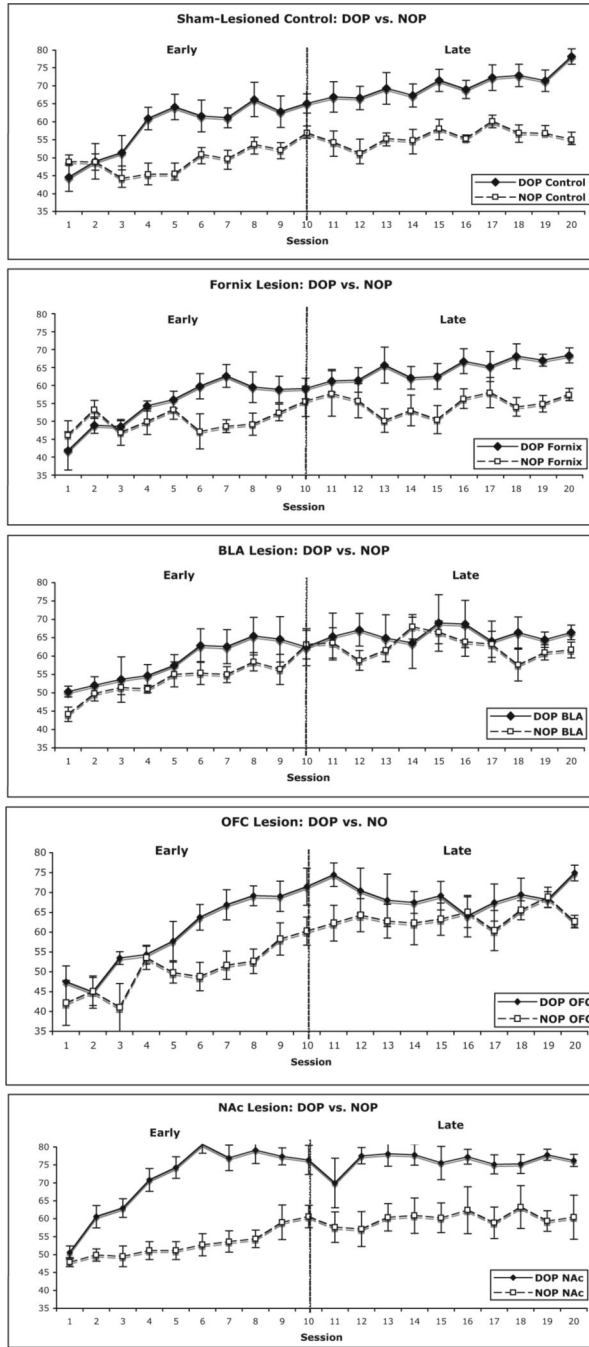 Sham-Lesioned Control: DOP vs. NOP
Early Late
80
75
70
65
60
55
50
45
40
35
1 2 3 4 5 6 7 8 9 10 11 12 13 14 15 16 17 18 19 20
Session
DOP Control
NOP Control
Fornix Lesion: DOP vs. NOP
Early Late
80
75
70
65
60
55
50
45
40
35
1 2 3 4 5 6 7 8 9 10 11 12 13 14 15 16 17 18 19 20
Session
DOP Fornix
NOP Fornix
BLA Lesion: DOP vs. NOP
Early Late
80
75
70
65
60
55
50
45
40
35
1 2 3 4 5 6 7 8 9 10 11 12 13 14 15 16 17 18 19 20
Session
DOP BLA
NOP BLA
OFC Lesion: DOP vs. NO
Early Late
80
75
70
65
60
55
50
45
40
35
1 2 3 4 5 6 7 8 9 10 11 12 13 14 15 16 17 18 19 20
Session
DOP OFC
NOP OFC
NAc Lesion: DOP vs. NOP
Early Late
80
75
70
65
60
55
50
45
40
35
1 2 3 4 5 6 7 8 9 10 11 12 13 14 15 16 17 18 19 20
Session
DOP NAc
NOP NAc